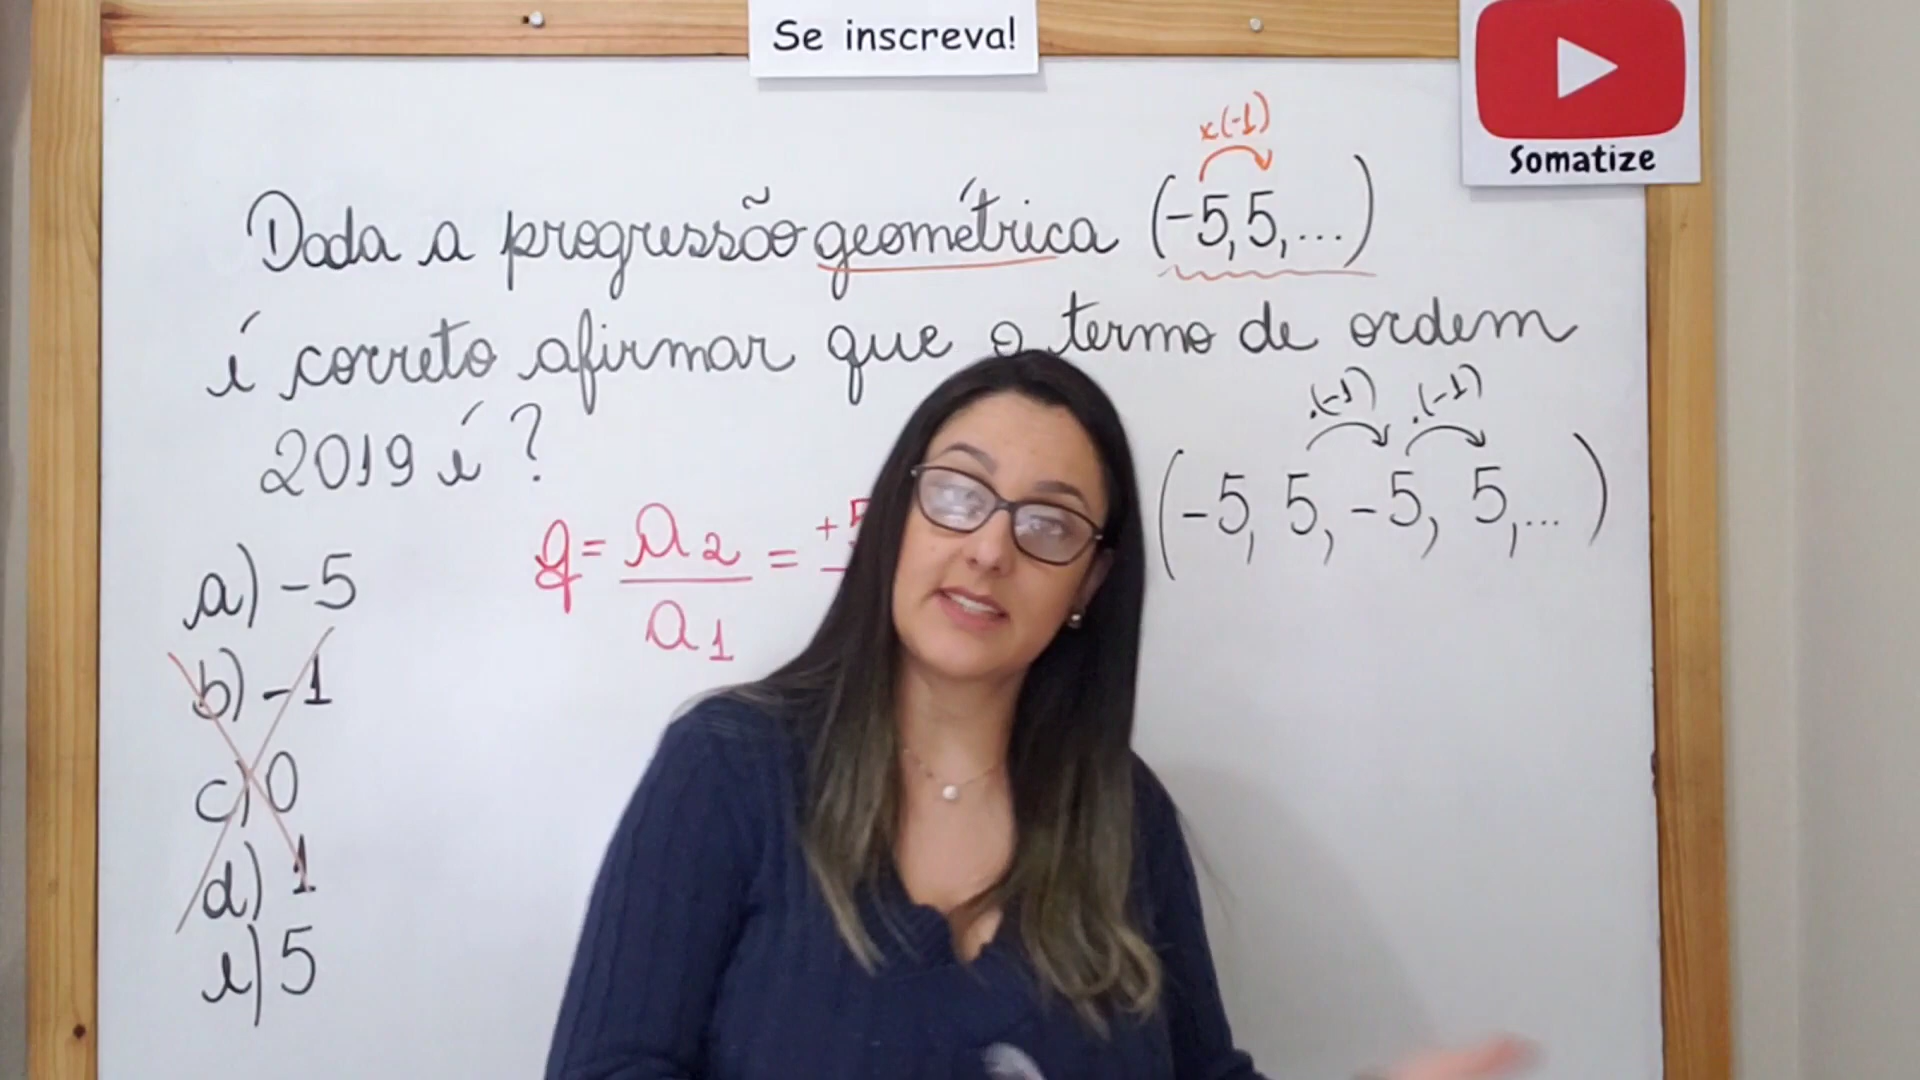 Se inscreva!
Somatize
x(-1)
Dada a progressão geométrica (-5, 5, ...)
é correto afirmar que o termo de ordem
2019 é ?
.(-1) .(-1)
(-5, 5, -5, 5, ...)
q = a2 / a1 = +5
a) -5
b) -1
c) 0
d) 1
e) 5